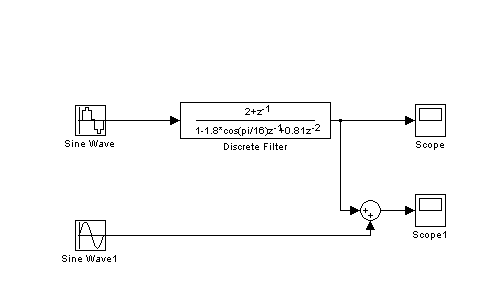 2+z-1
1-1.8*cos(pi/16)z-1+0.81z-2
Sine Wave
Discrete Filter
Scope
+
+
Scope1
Sine Wave1